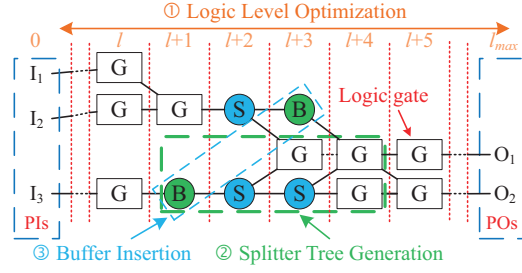 ① Logic Level Optimization
0 l l+1 l+2 l+3 l+4 l+5 lmax
I1 G
I2 G G S B Logic gate
G G G O1
I3 G B S S G G O2
PIs POs
③ Buffer Insertion ② Splitter Tree Generation